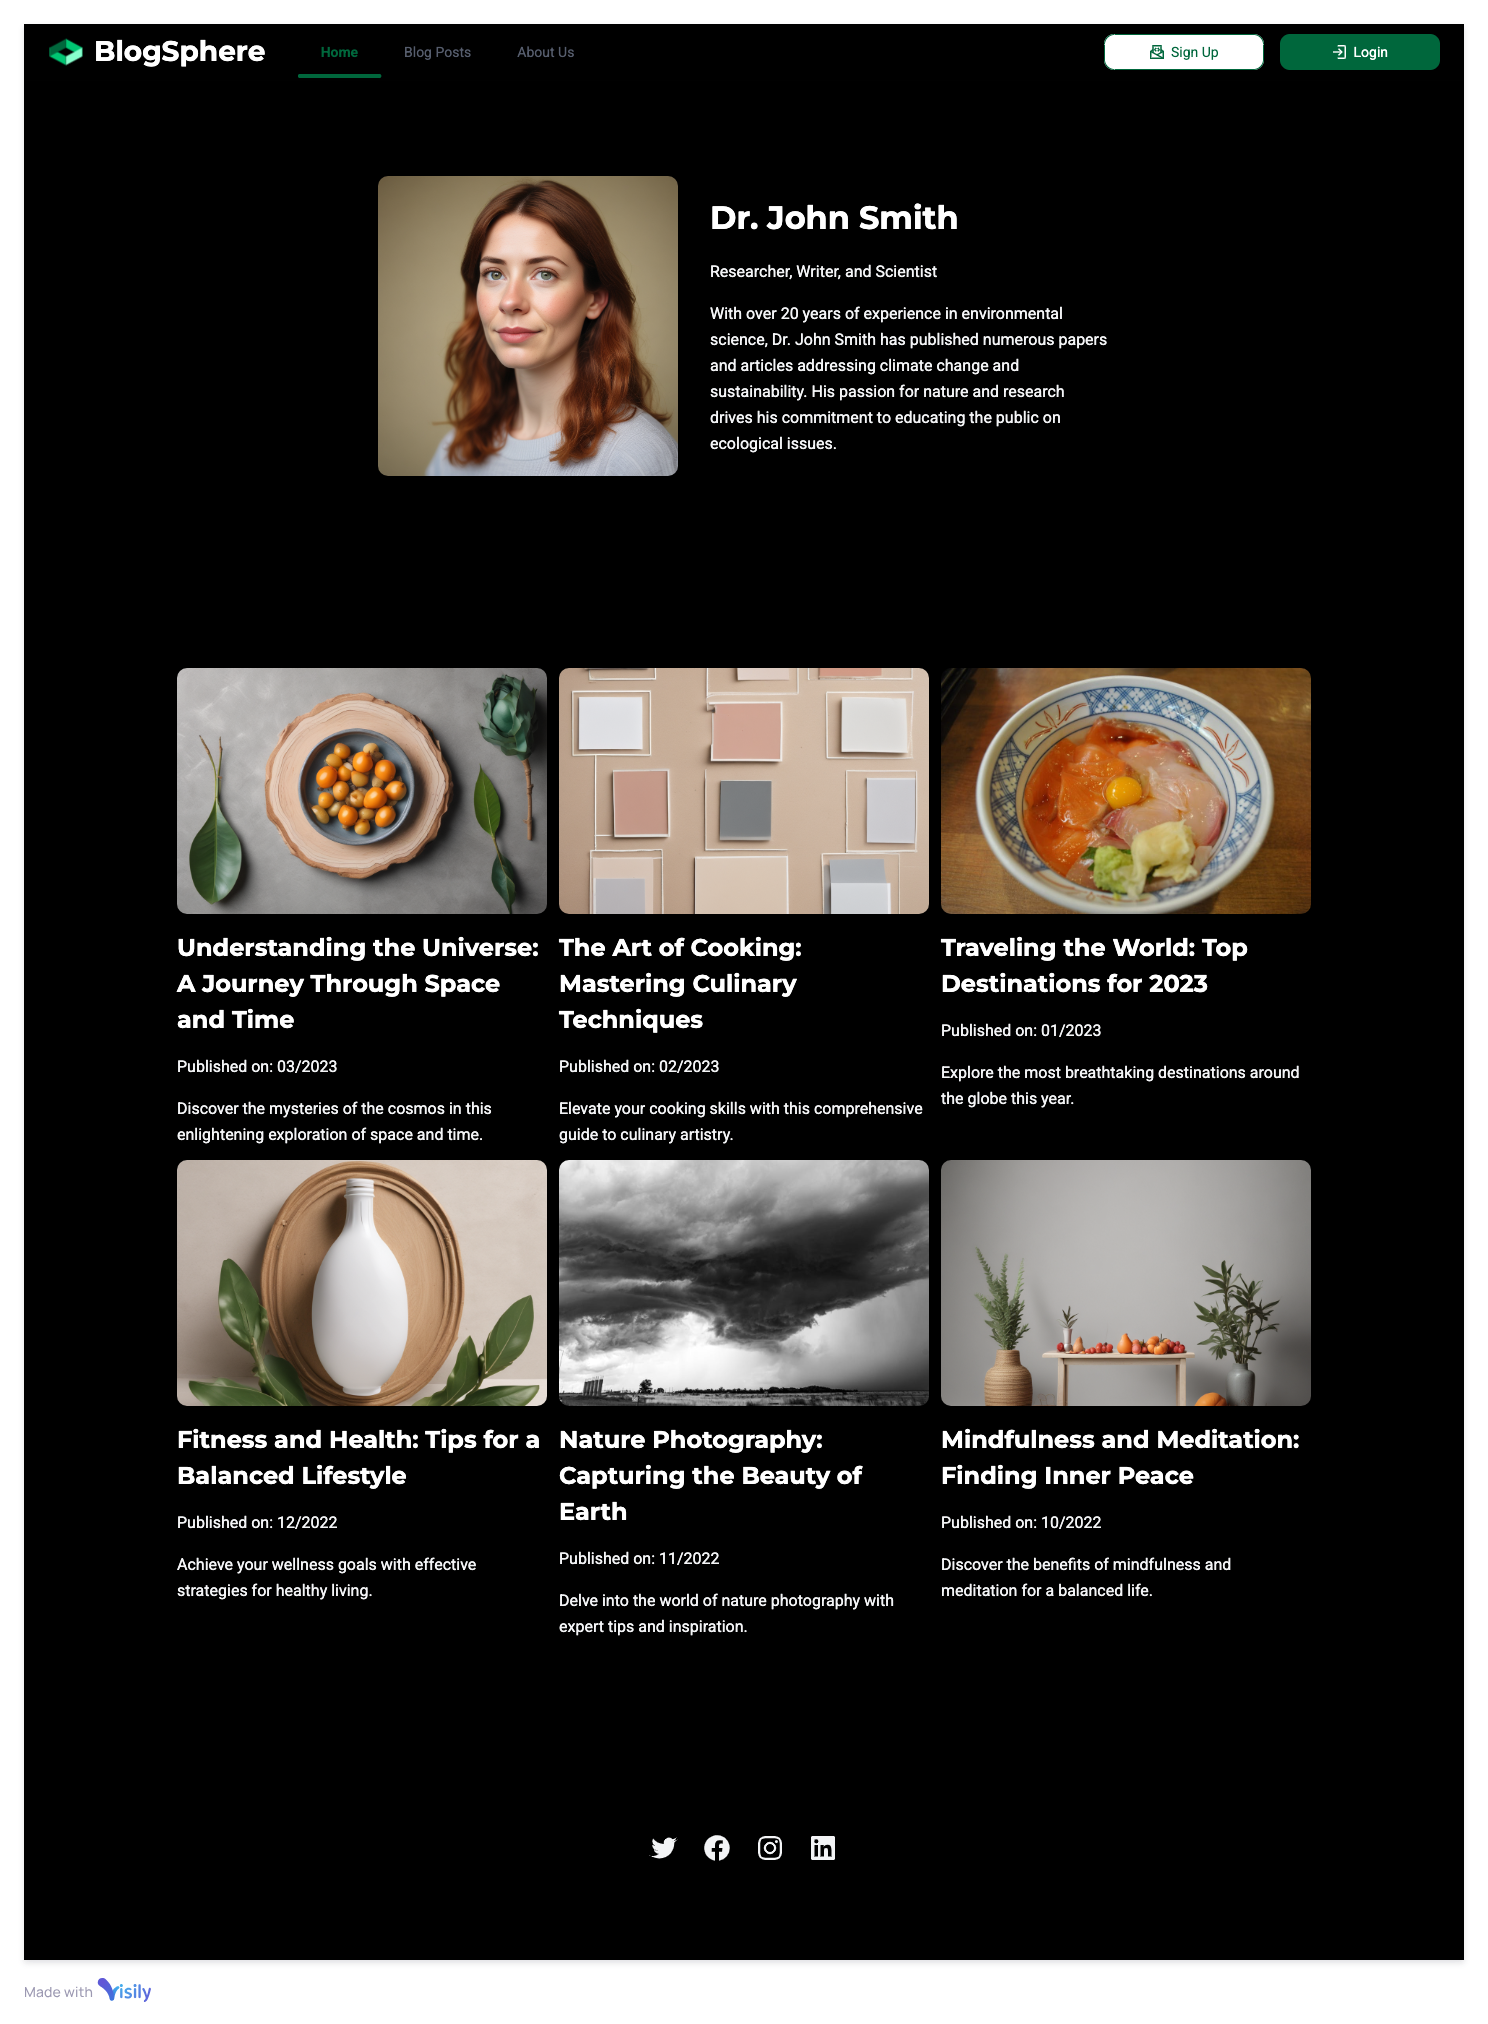 BlogSphere
Home
Blog Posts
About Us
Sign Up
Login
Dr. John Smith
Researcher, Writer, and Scientist
With over 20 years of experience in environmental
science, Dr. John Smith has published numerous papers
and articles addressing climate change and
sustainability. His passion for nature and research
drives his commitment to educating the public on
ecological issues.
Understanding the Universe:
A Journey Through Space
and Time
Published on: 03/2023
Discover the mysteries of the cosmos in this
enlightening exploration of space and time.
The Art of Cooking:
Mastering Culinary
Techniques
Published on: 02/2023
Elevate your cooking skills with this comprehensive
guide to culinary artistry.
Traveling the World: Top
Destinations for 2023
Published on: 01/2023
Explore the most breathtaking destinations around
the globe this year.
Fitness and Health: Tips for a
Balanced Lifestyle
Published on: 12/2022
Achieve your wellness goals with effective
strategies for healthy living.
Nature Photography:
Capturing the Beauty of
Earth
Published on: 11/2022
Delve into the world of nature photography with
expert tips and inspiration.
Mindfulness and Meditation:
Finding Inner Peace
Published on: 10/2022
Discover the benefits of mindfulness and
meditation for a balanced life.
Made with Visily